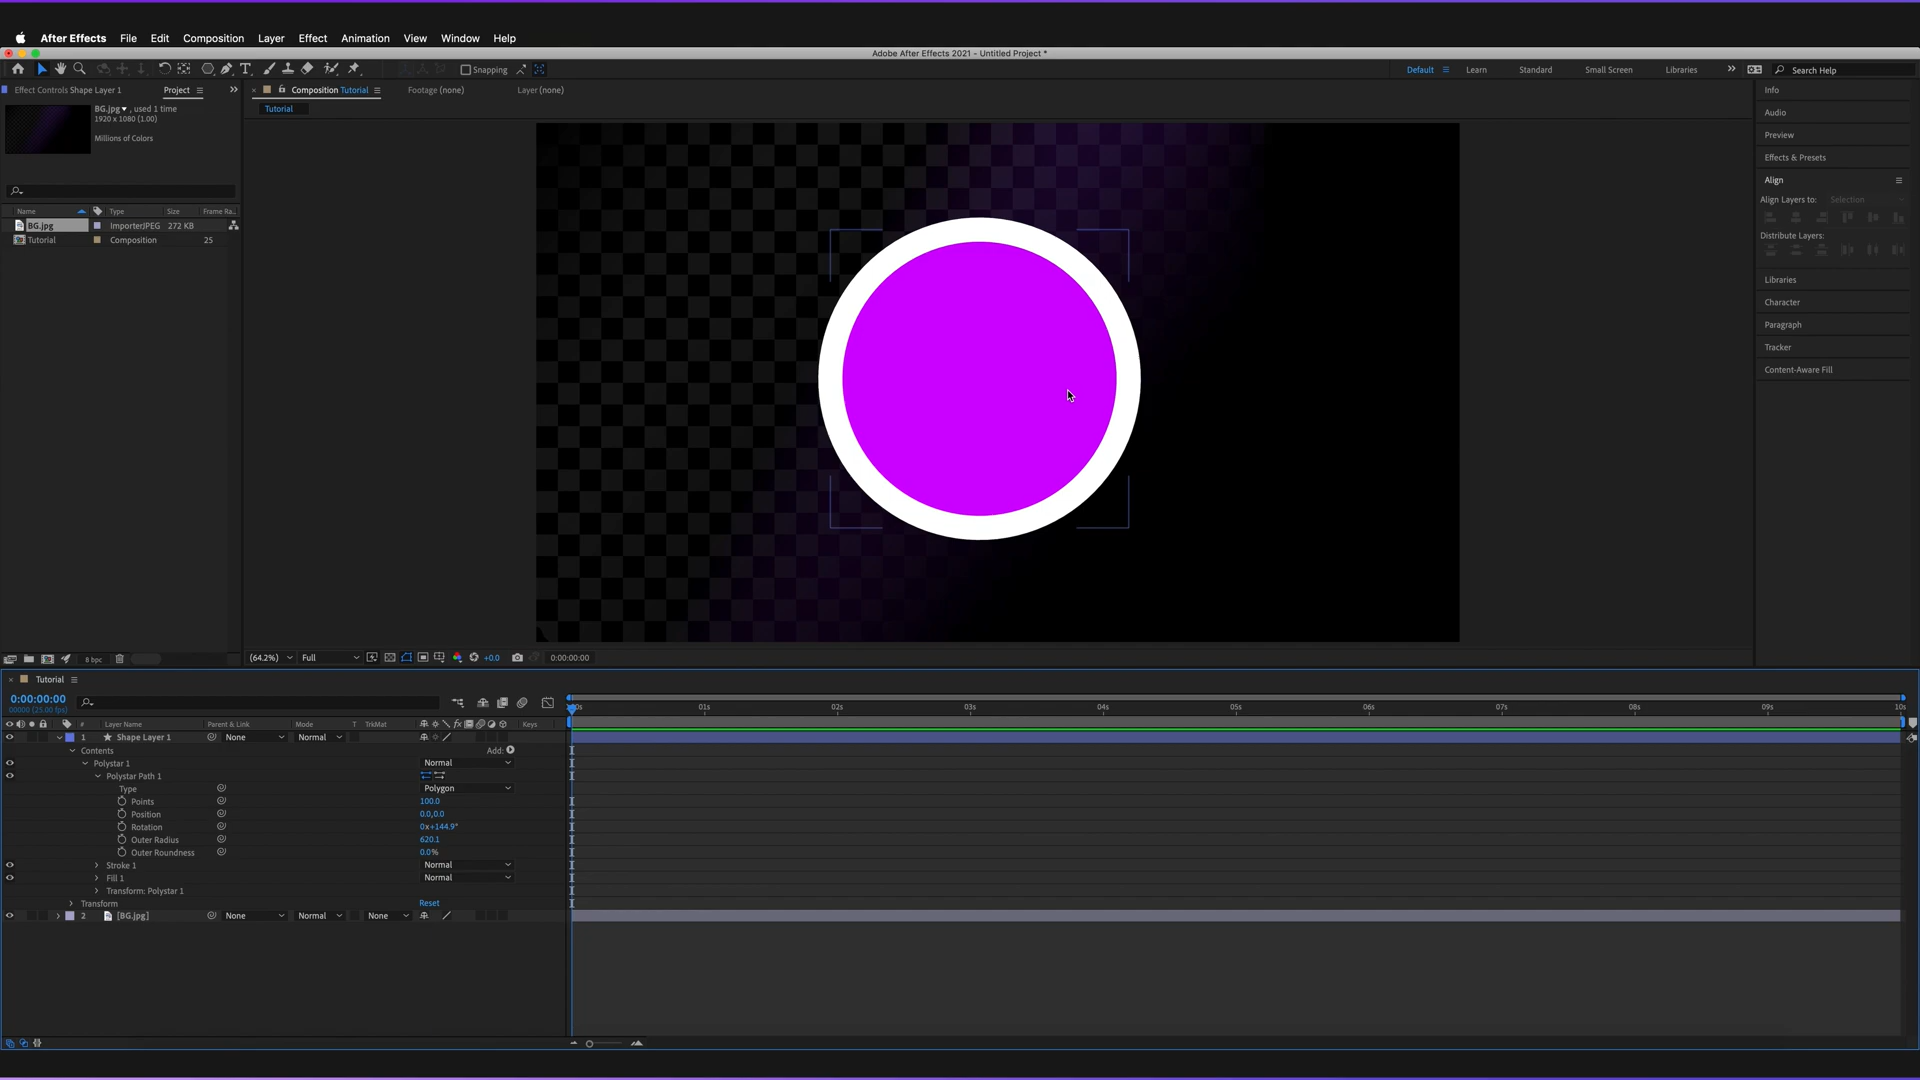 After Effects File Edit Composition Layer Effect Animation View Window Help
Adobe After Effects 2021 - Untitled Project *
Snapping
Default Learn Standard Small Screen Libraries Search Help
Effect Controls Shape Layer 1 Project
Composition Tutorial Footage (none) Layer (none)
Tutorial
BG.jpg , used 1 time
1920 x 1080 (1.00)
Millions of Colors
Name Type Size Frame Ra...
BG.jpg ImporterJPEG 272 KB
Tutorial Composition 25
8 bpc
Info
Audio
Preview
Effects & Presets
Align
Align Layers to: Selection
Distribute Layers:
Libraries
Character
Paragraph
Tracker
Content-Aware Fill
(64.2%) Full +0.0 0:00:00:00
Tutorial
0:00:00:00
00000 (25.00 fps)
:00s 01s 02s 03s 04s 05s 06s 07s 08s 09s 10s
# Layer Name Parent & Link Mode T TrkMat Keys
1 Shape Layer 1 None Normal
Contents Add:
Polystar 1 Normal
Polystar Path 1
Type Polygon
Points 100.0
Position 0.0,0.0
Rotation 0x+144.9°
Outer Radius 620.1
Outer Roundness 0.0%
Stroke 1 Normal
Fill 1 Normal
Transform: Polystar 1
Transform Reset
2 [BG.jpg] None Normal None